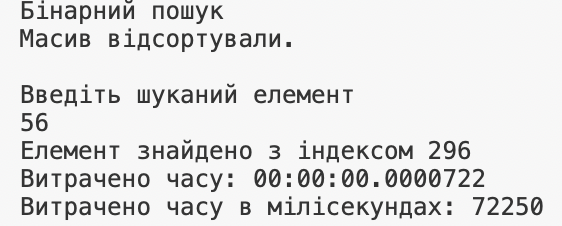 Бінарний пошук
Масив відсортували.
Введіть шуканий елемент
56
Елемент знайдено з індексом 296
Витрачено часу: 00:00:00.0000722
Витрачено часу в мілісекундах: 72250